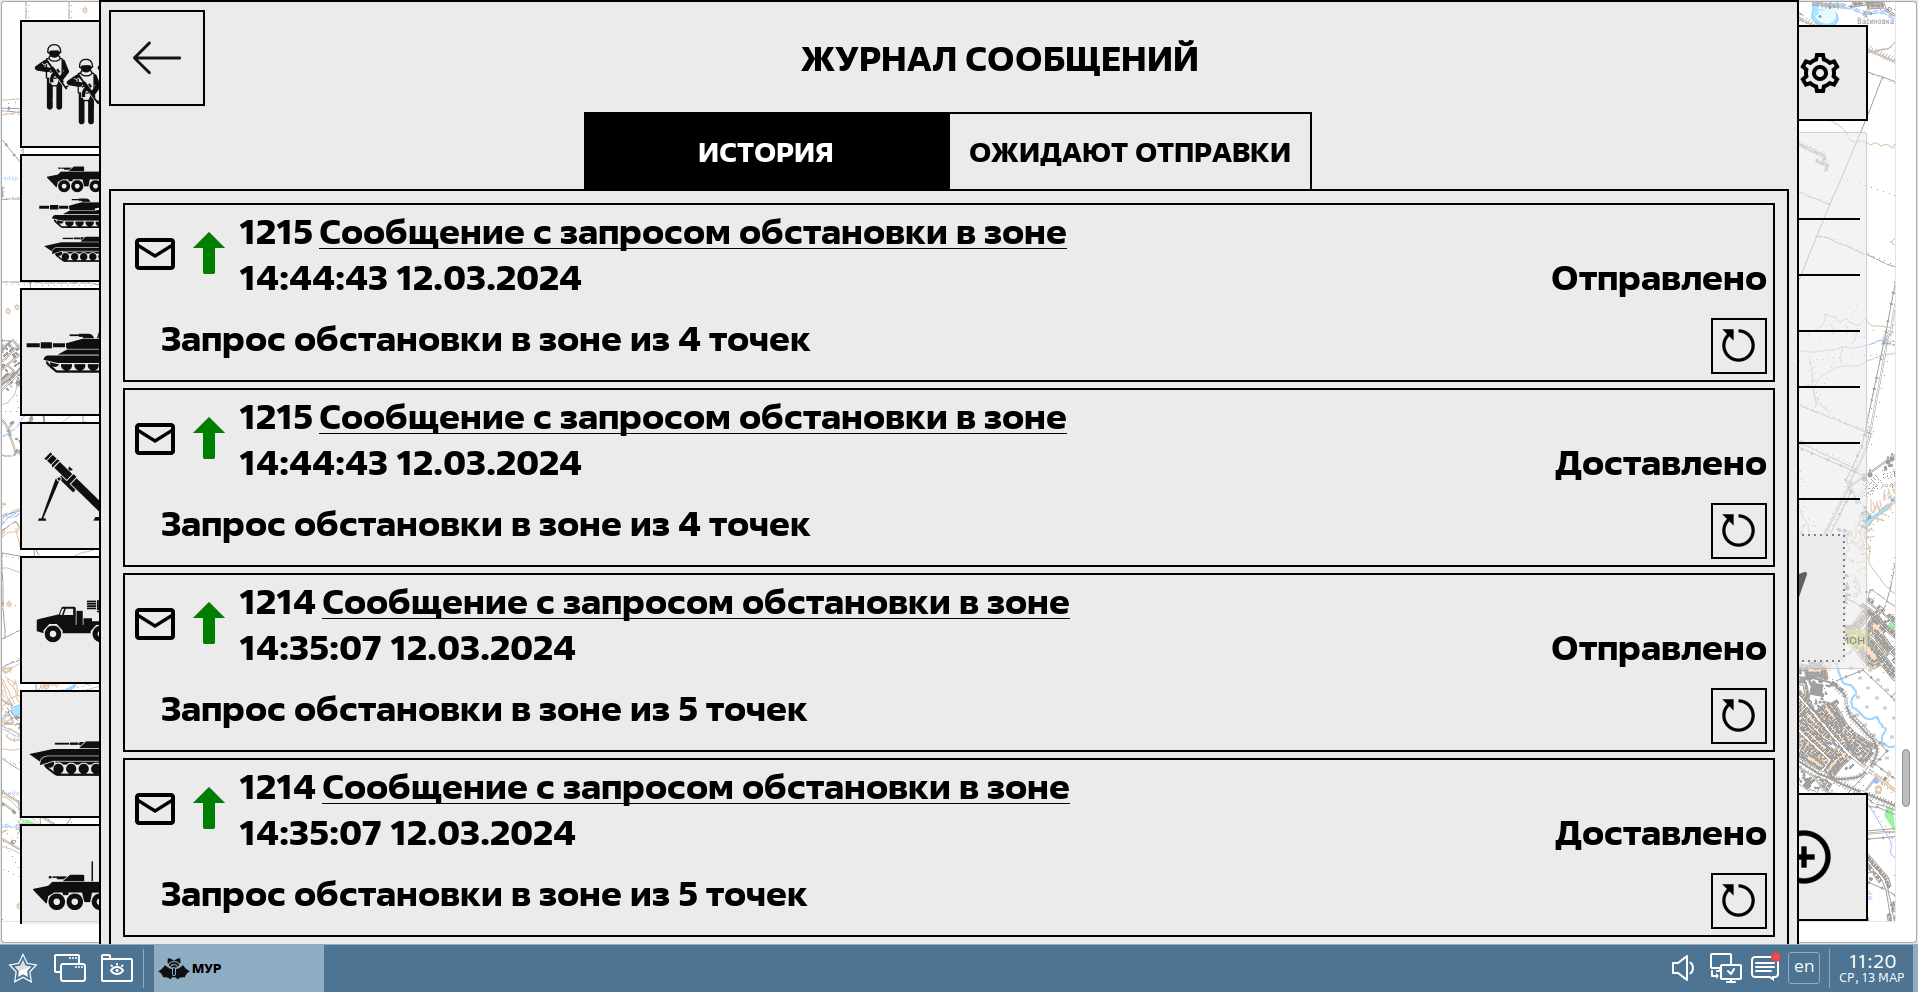 Васиновка
ЖУРНАЛ СООБЩЕНИЙ
ИСТОРИЯ
ОЖИДАЮТ ОТПРАВКИ
1215 Сообщение с запросом обстановки в зоне
14:44:43 12.03.2024
Отправлено
Запрос обстановки в зоне из 4 точек
1215 Сообщение с запросом обстановки в зоне
14:44:43 12.03.2024
Доставлено
Запрос обстановки в зоне из 4 точек
1214 Сообщение с запросом обстановки в зоне
14:35:07 12.03.2024
Отправлено
Запрос обстановки в зоне из 5 точек
1214 Сообщение с запросом обстановки в зоне
14:35:07 12.03.2024
Доставлено
Запрос обстановки в зоне из 5 точек
МУР
en
11:20
СР, 13 МАР